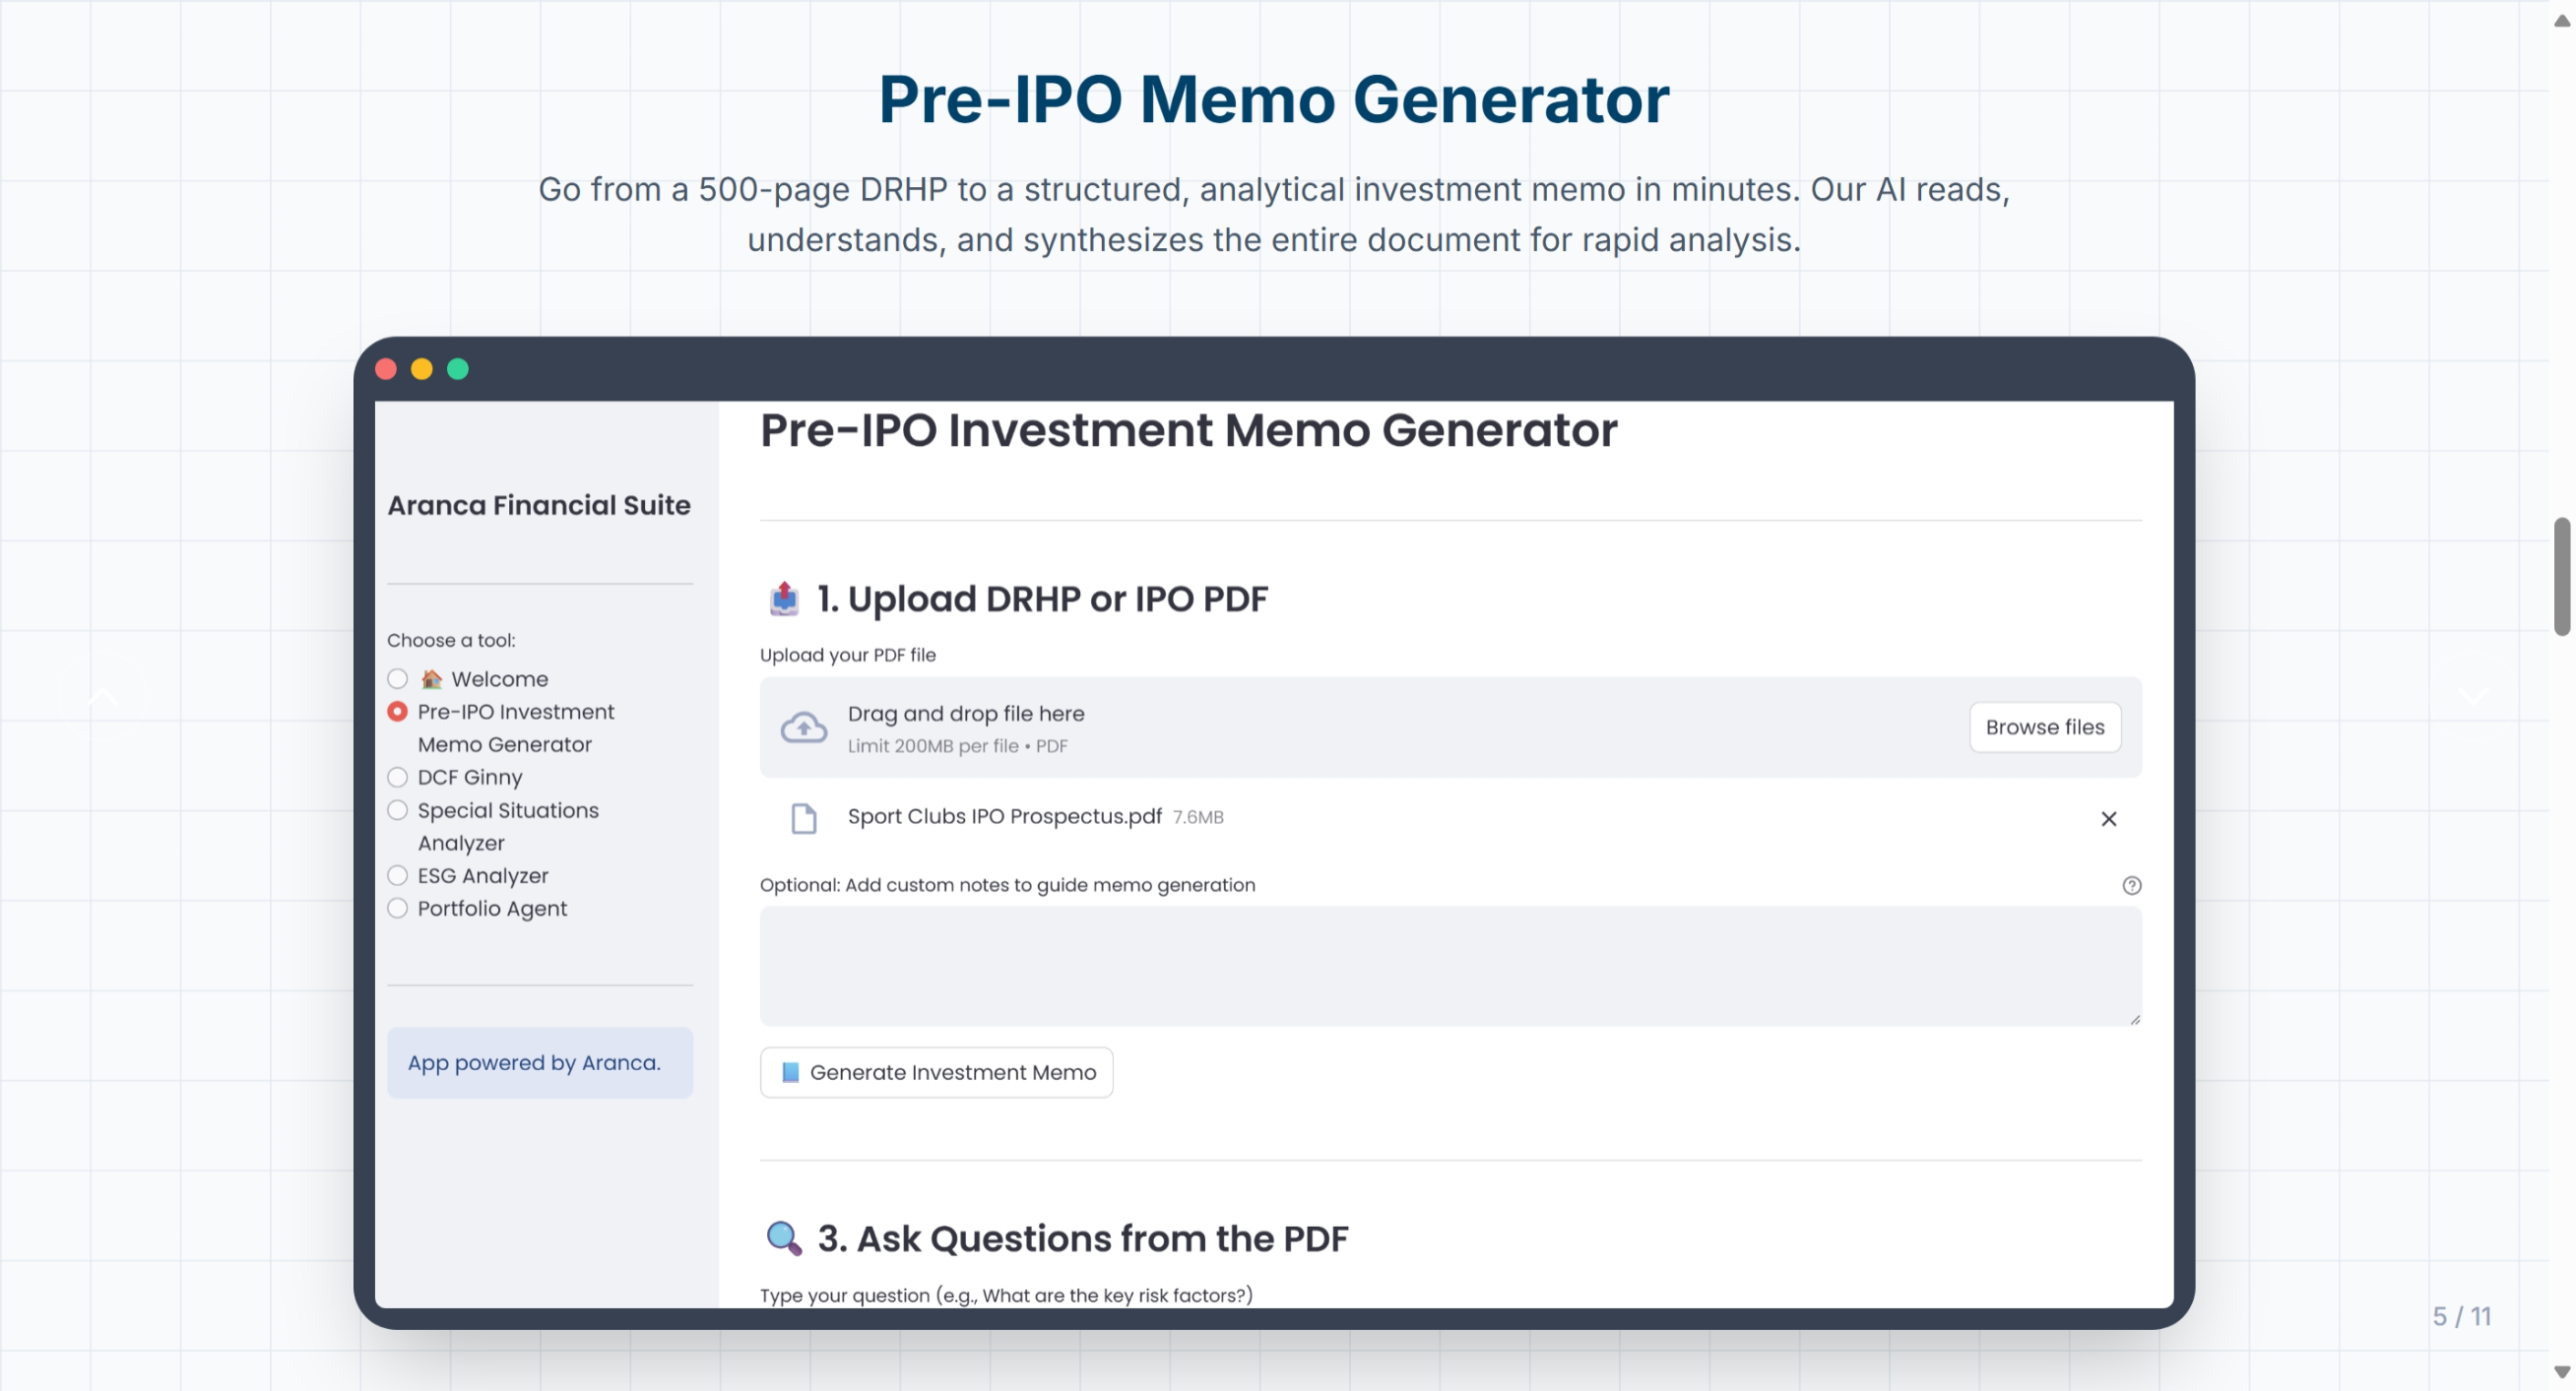 Pre-IPO Memo Generator
Go from a 500-page DRHP to a structured, analytical investment memo in minutes. Our AI reads,
understands, and synthesizes the entire document for rapid analysis.
Aranca Financial Suite
Choose a tool:
Welcome
Pre-IPO Investment
Memo Generator
DCF Ginny
Special Situations
Analyzer
ESG Analyzer
Portfolio Agent
App powered by Aranca.
Pre-IPO Investment Memo Generator
1. Upload DRHP or IPO PDF
Upload your PDF file
Drag and drop file here
Limit 200MB per file • PDF
Browse files
Sport Clubs IPO Prospectus.pdf 7.6MB
Optional: Add custom notes to guide memo generation
Generate Investment Memo
3. Ask Questions from the PDF
Type your question (e.g., What are the key risk factors?)
5 / 11